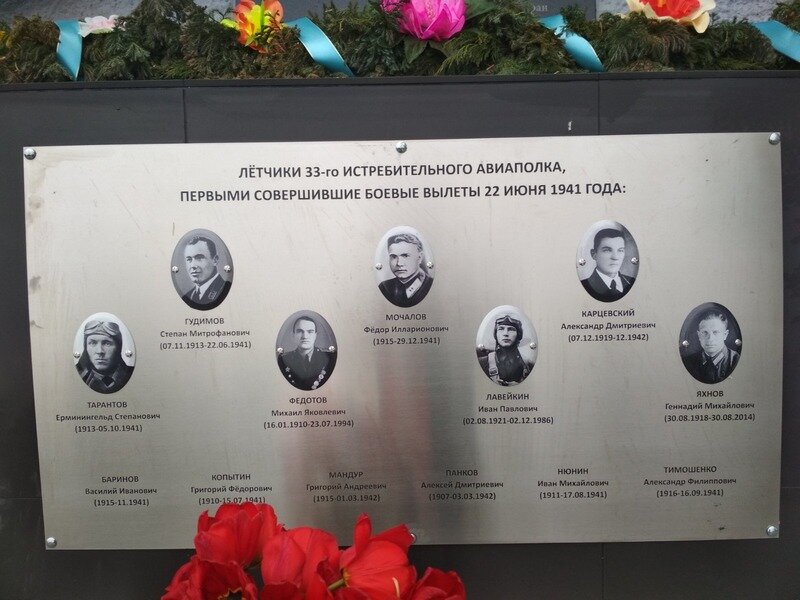 ЛЁТЧИКИ 33-го ИСТРЕБИТЕЛЬНОГО АВИАПОЛКА,
ПЕРВЫМИ СОВЕРШИВШИЕ БОЕВЫЕ ВЫЛЕТЫ 22 ИЮНЯ 1941 ГОДА:
ГУДИМОВ
Степан Митрофанович
(07.11.1913-22.06.1941)
МОЧАЛОВ
Фёдор Илларионович
(1915-29.12.1941)
КАРЦЕВСКИЙ
Александр Дмитриевич
(07.12.1919-12.1942)
ТАРАНТОВ
Ерминингельд Степанович
(1913-05.10.1941)
ФЕДОТОВ
Михаил Яковлевич
(16.01.1910-23.07.1994)
ЛАВЕЙКИН
Иван Павлович
(02.08.1921-02.12.1986)
ЯХНОВ
Геннадий Михайлович
(30.08.1918-30.08.2014)
БАРИНОВ
Василий Иванович
(1915-11.1941)
КОПЫТИН
Григорий Фёдорович
(1910-15.07.1941)
МАНДУР
Григорий Андреевич
(1915-01.03.1942)
ПАНКОВ
Алексей Дмитриевич
(1907-03.03.1942)
НЮНИН
Иван Михайлович
(1911-17.08.1941)
ТИМОШЕНКО
Александр Филиппович
(1916-16.09.1941)